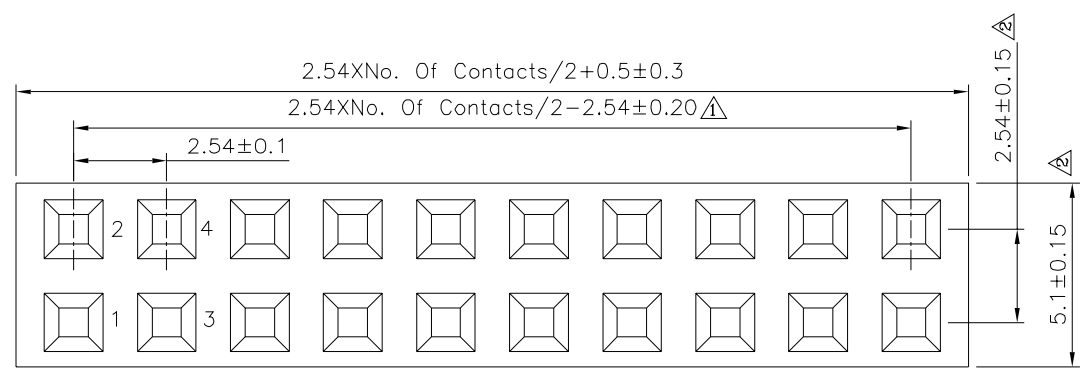 2.54XNo. Of Contacts/2+0.5±0.3
2.54XNo. Of Contacts/2-2.54±0.20 1
2.54±0.1
2.54±0.15 2
5.1±0.15 2
2 4
1 3